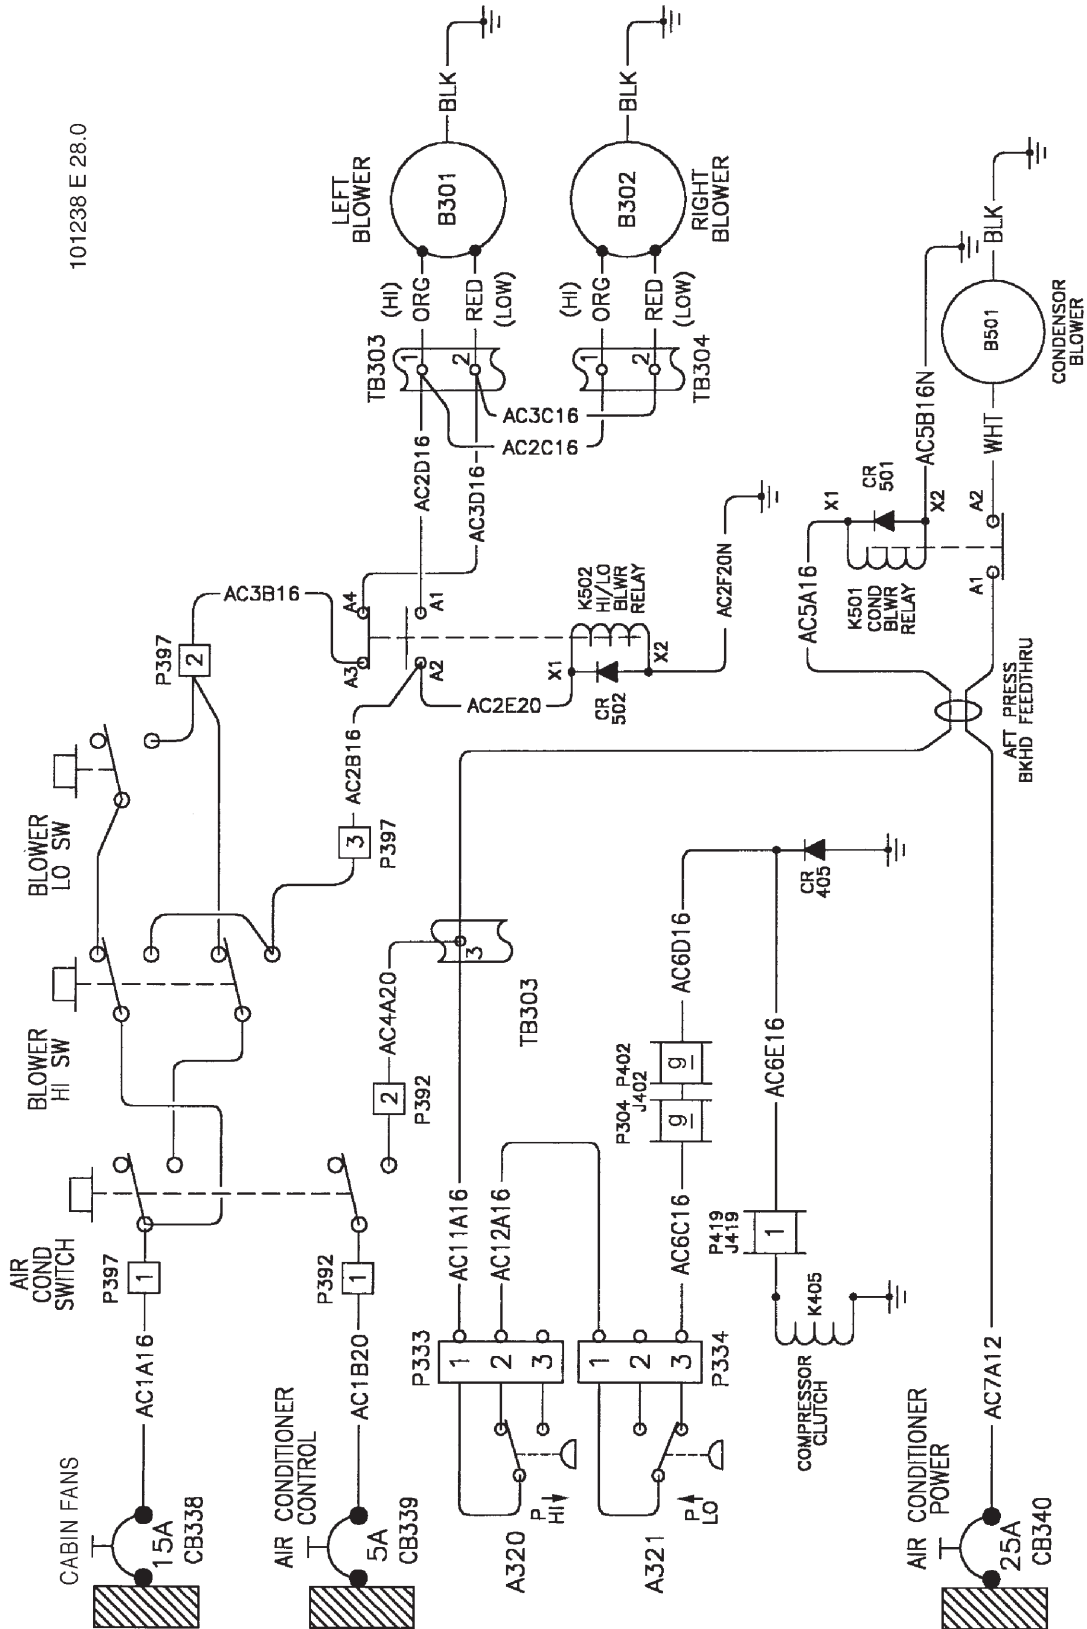 101238 E 28.0
CABIN FANS
15A
CB338
AC1A16
P397
1
AIR
COND
SWITCH
BLOWER
HI SW
BLOWER
LO SW
P397
2
AC3B16
A3
A4
A2
A1
AC2B16
3
P397
AC2E20
X1
X2
CR
502
K502
HI/LO
BLWR
RELAY
AC2F20N
AC2D16
AC3D16
TB303
1
2
(HI)
ORG
RED
(LOW)
LEFT
BLOWER
B301
BLK
AC3C16
AC2C16
TB304
1
2
(HI)
ORG
RED
(LOW)
B302
RIGHT
BLOWER
BLK
AIR CONDITIONER
CONTROL
5A
CB339
AC1B20
P392
1
2
P392
AC4A20
3
TB303
A320
P
HI
P333
1
2
3
AC11A16
AC12A16
A321
P
LO
1
2
3
P334
AC6C16
P304
J402
P402
g
g
AC6D16
CR
405
AC6E16
P419
J419
1
K405
COMPRESSOR
CLUTCH
AIR CONDITIONER
POWER
25A
CB340
AC7A12
AFT PRESS
BKHD FEEDTHRU
AC5A16
K501
COND
BLWR
RELAY
X1
CR
501
X2
AC5B16N
A1
A2
WHT
B501
BLK
CONDENSOR
BLOWER